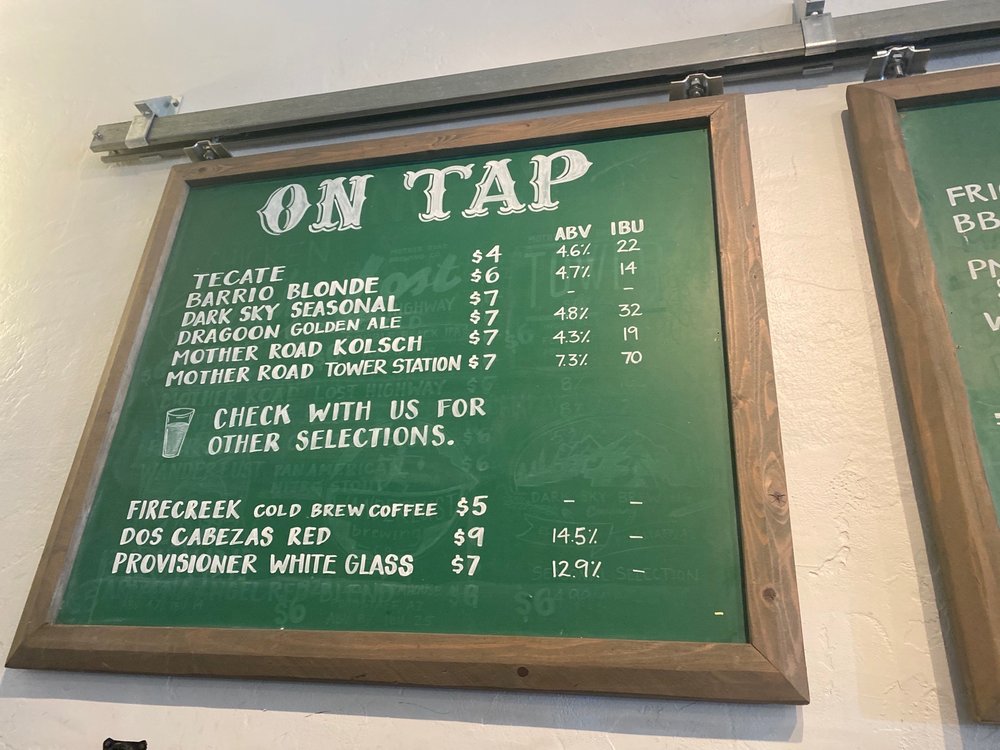 ON TAP
ABV IBU
TECATE $4 4.6% 22
BARRIO BLONDE $6 4.7% 14
DARK SKY SEASONAL $7 - -
DRAGOON GOLDEN ALE $7 4.8% 32
MOTHER ROAD KOLSCH $7 4.3% 19
MOTHER ROAD TOWER STATION $7 7.3% 70
CHECK WITH US FOR
OTHER SELECTIONS.
FIRECREEK COLD BREW COFFEE $5 - -
DOS CABEZAS RED $9 14.5% -
PROVISIONER WHITE GLASS $7 12.9% -
FRI
BB
PN